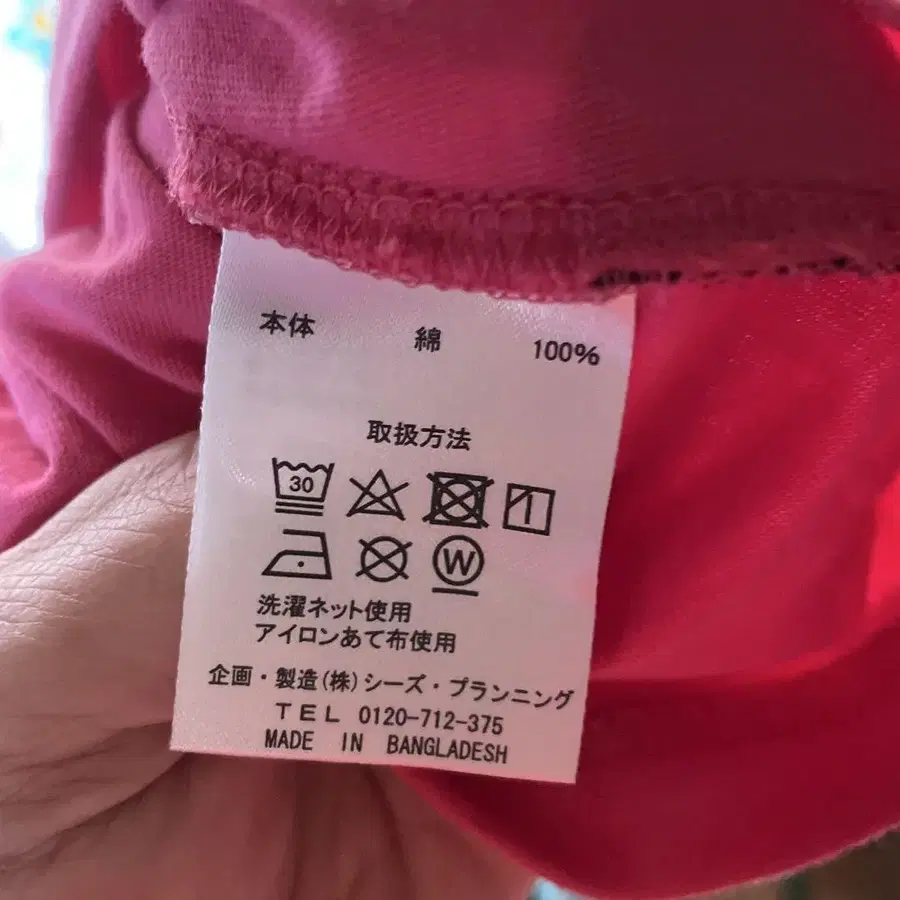 本体 綿 100%
取扱方法
30
W
洗濯ネット使用
アイロンあて布使用
企画・製造(株)シーズ・プランニング
TEL 0120-712-375
MADE IN BANGLADESH